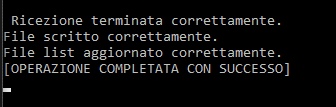 Ricezione terminata correttamente.
File scritto correttamente.
File list aggiornato correttamente.
[OPERAZIONE COMPLETATA CON SUCCESSO]